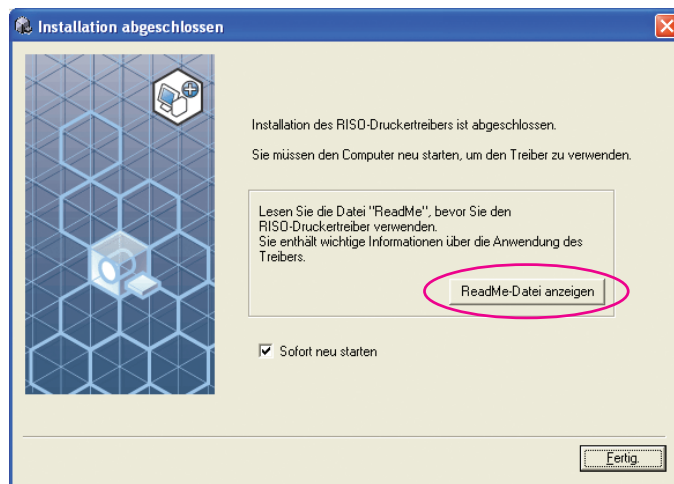 Installation abgeschlossen
Installation des RISO-Druckertreibers ist abgeschlossen.
Sie müssen den Computer neu starten, um den Treiber zu verwenden.
Lesen Sie die Datei "ReadMe", bevor Sie den
RISO-Druckertreiber verwenden.
Sie enthält wichtige Informationen über die Anwendung des
Treibers.
ReadMe-Datei anzeigen
Sofort neu starten
Fertig.